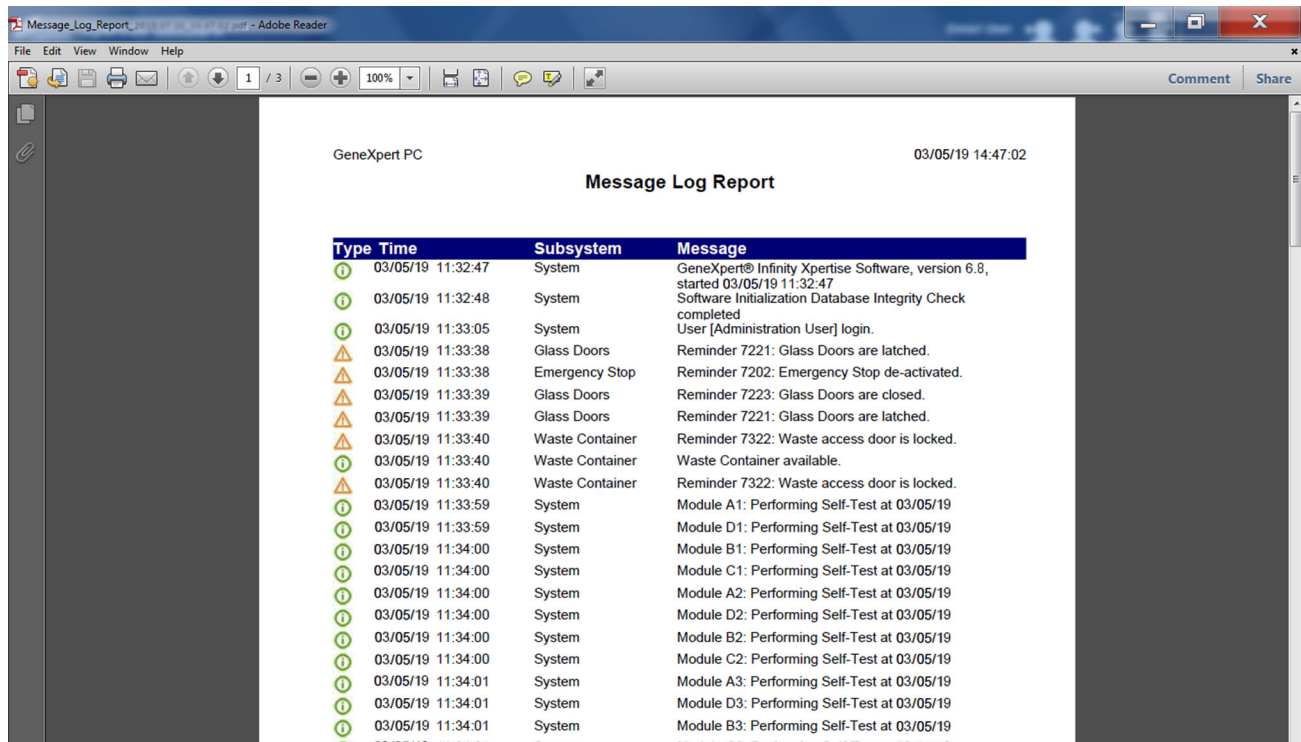 Message_Log_Report_ .pdf - Adobe Reader
File Edit View Window Help
1 / 3 100% Comment Share
GeneXpert PC 03/05/19 14:47:02
Message Log Report
Type Time Subsystem Message
03/05/19 11:32:47 System GeneXpert® Infinity Xpertise Software, version 6.8,
started 03/05/19 11:32:47
03/05/19 11:32:48 System Software Initialization Database Integrity Check
completed
03/05/19 11:33:05 System User [Administration User] login.
03/05/19 11:33:38 Glass Doors Reminder 7221: Glass Doors are latched.
03/05/19 11:33:38 Emergency Stop Reminder 7202: Emergency Stop de-activated.
03/05/19 11:33:39 Glass Doors Reminder 7223: Glass Doors are closed.
03/05/19 11:33:39 Glass Doors Reminder 7221: Glass Doors are latched.
03/05/19 11:33:40 Waste Container Reminder 7322: Waste access door is locked.
03/05/19 11:33:40 Waste Container Waste Container available.
03/05/19 11:33:40 Waste Container Reminder 7322: Waste access door is locked.
03/05/19 11:33:59 System Module A1: Performing Self-Test at 03/05/19
03/05/19 11:33:59 System Module D1: Performing Self-Test at 03/05/19
03/05/19 11:34:00 System Module B1: Performing Self-Test at 03/05/19
03/05/19 11:34:00 System Module C1: Performing Self-Test at 03/05/19
03/05/19 11:34:00 System Module A2: Performing Self-Test at 03/05/19
03/05/19 11:34:00 System Module D2: Performing Self-Test at 03/05/19
03/05/19 11:34:00 System Module B2: Performing Self-Test at 03/05/19
03/05/19 11:34:00 System Module C2: Performing Self-Test at 03/05/19
03/05/19 11:34:01 System Module A3: Performing Self-Test at 03/05/19
03/05/19 11:34:01 System Module D3: Performing Self-Test at 03/05/19
03/05/19 11:34:01 System Module B3: Performing Self-Test at 03/05/19